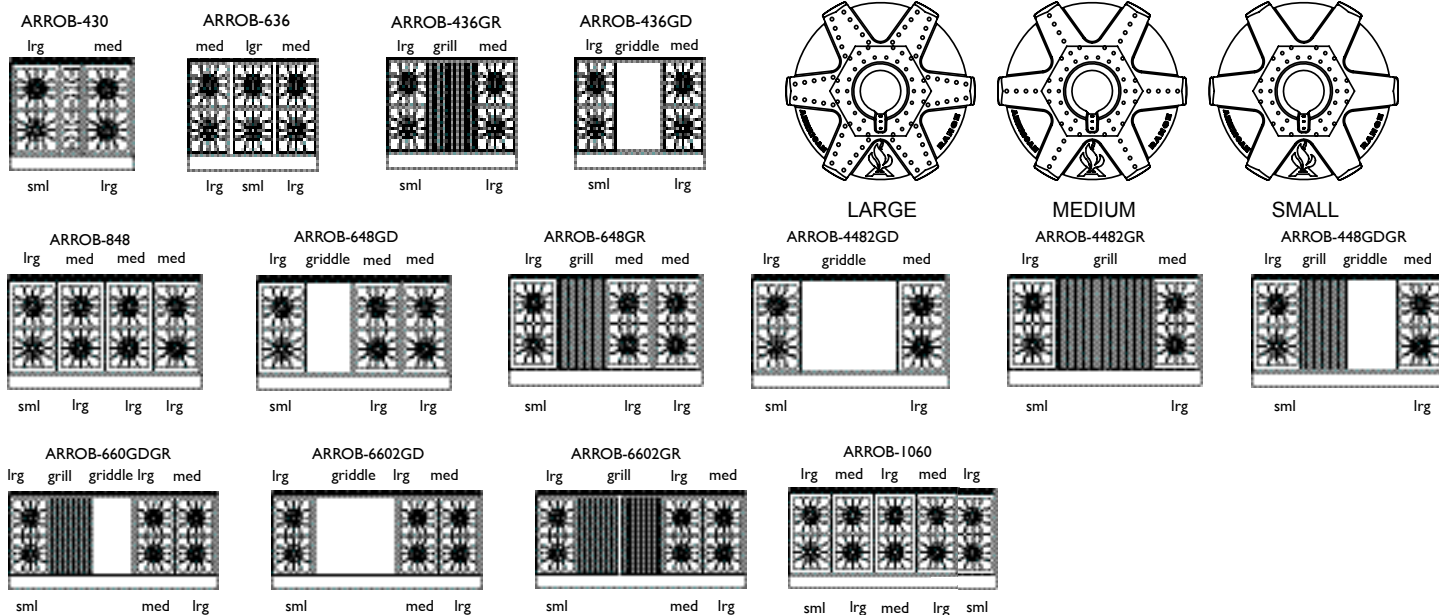 ARROB-430
lrg med
sml lrg
ARROB-636
med lgr med
lrg sml lrg
ARROB-436GR
lrg grill med
lrg
ARROB-436GD
lrg griddle med
lrg
AMERICAN RANGE
LARGE
AMERICAN RANGE
MEDIUM
AMERICAN RANGE
SMALL
ARROB-848
lrg med med med
sml lrg lrg lrg
ARROB-648GD
lrg griddle med med
sml lrg lrg
ARROB-648GR
lrg grill med med
sml lrg lrg
ARROB-4482GD
lrg griddle med
sml lrg
ARROB-4482GR
lrg grill med
sml lrg
ARROB-448GDGR
lrg grill griddle med
sml lrg
ARROB-660GDGR
lrg grill griddle lrg med
sml med lrg
ARROB-6602GD
lrg griddle lrg med
sml med lrg
ARROB-6602GR
grill lrg med
sml med lrg
ARROB-1060
lrg med lrg med lrg
sml lrg med lrg sml